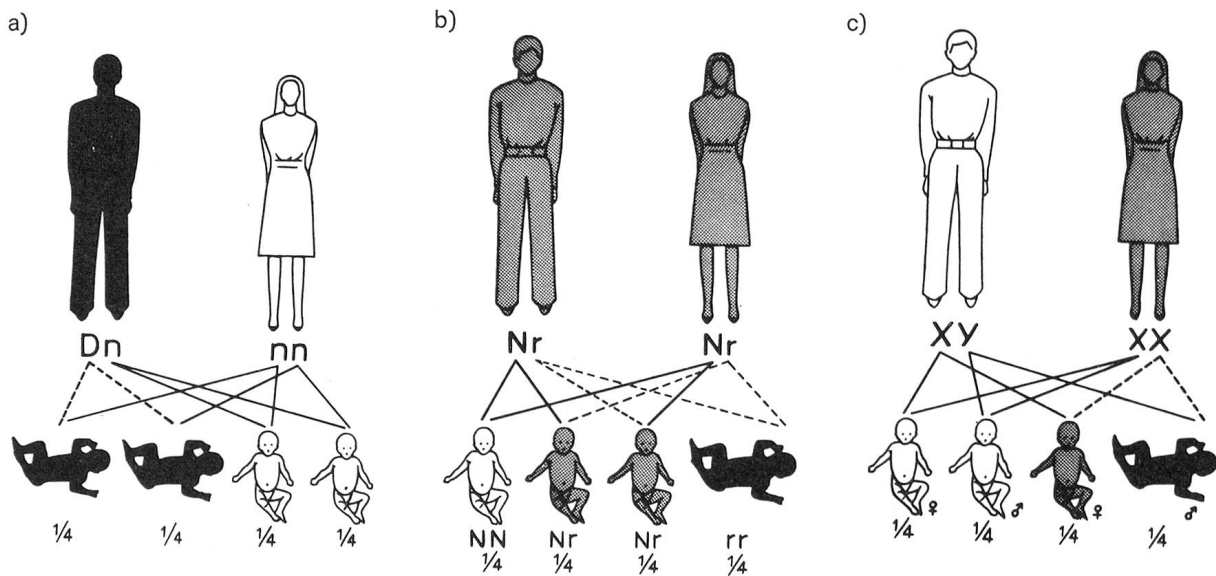 a)
b)
c)
Dn nn
Nr Nr
XY XX
1/4 1/4 1/4 1/4
NN Nr Nr rr
1/4 1/4 1/4 1/4
♀ ♂ ♀ ♂
1/4 1/4 1/4 1/4